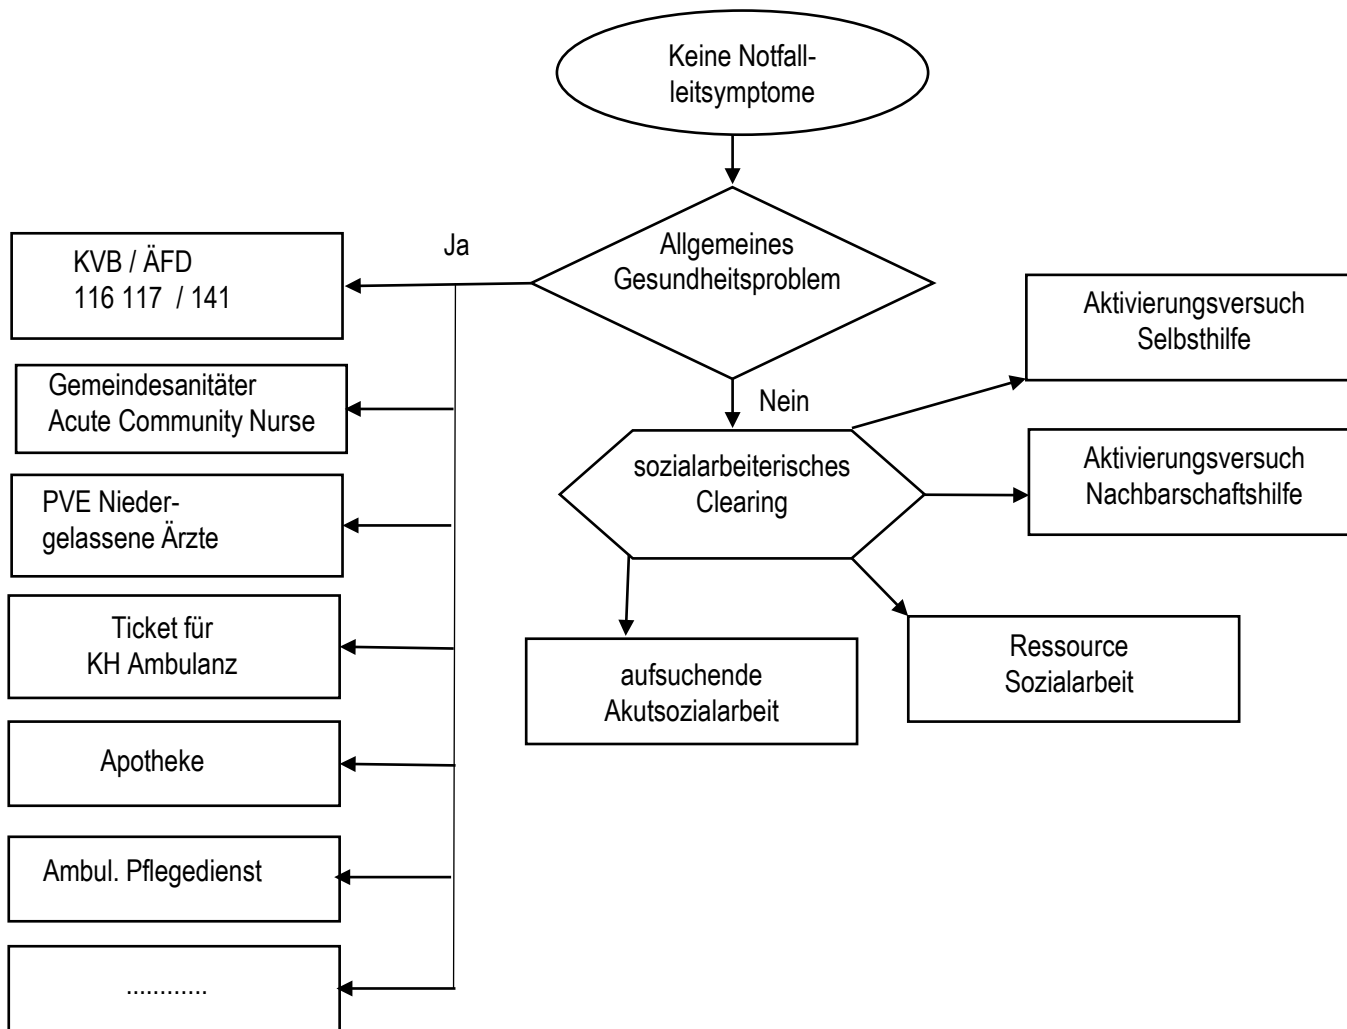 Keine Notfall-
leitsymptome
Allgemeines
Gesundheitsproblem
Ja
Nein
KVB / ÄFD
116 117 / 141
Gemeindesanitäter
Acute Community Nurse
PVE Nieder-
gelassene Ärzte
Ticket für
KH Ambulanz
Apotheke
Ambul. Pflegedienst
............
sozialarbeiterisches
Clearing
Aktivierungsversuch
Selbsthilfe
Aktivierungsversuch
Nachbarschaftshilfe
Ressource
Sozialarbeit
aufsuchende
Akutsozialarbeit